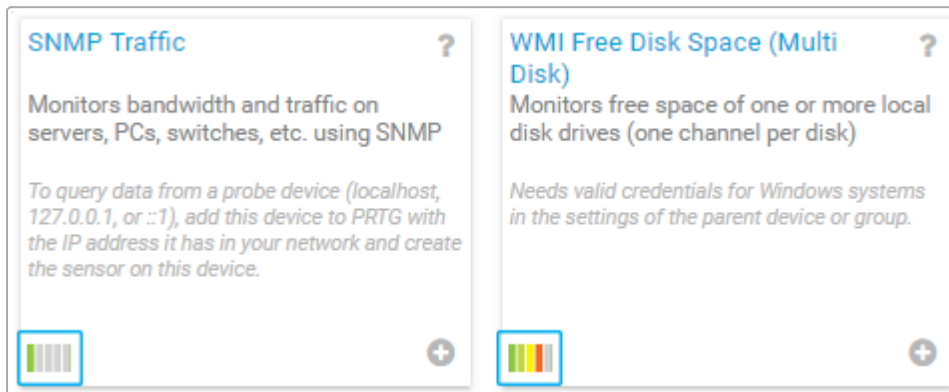 SNMP Traffic
?
Monitors bandwidth and traffic on
servers, PCs, switches, etc. using SNMP
To query data from a probe device (localhost,
127.0.0.1, or ::1), add this device to PRTG with
the IP address it has in your network and create
the sensor on this device.
WMI Free Disk Space (Multi
Disk)
?
Monitors free space of one or more local
disk drives (one channel per disk)
Needs valid credentials for Windows systems
in the settings of the parent device or group.